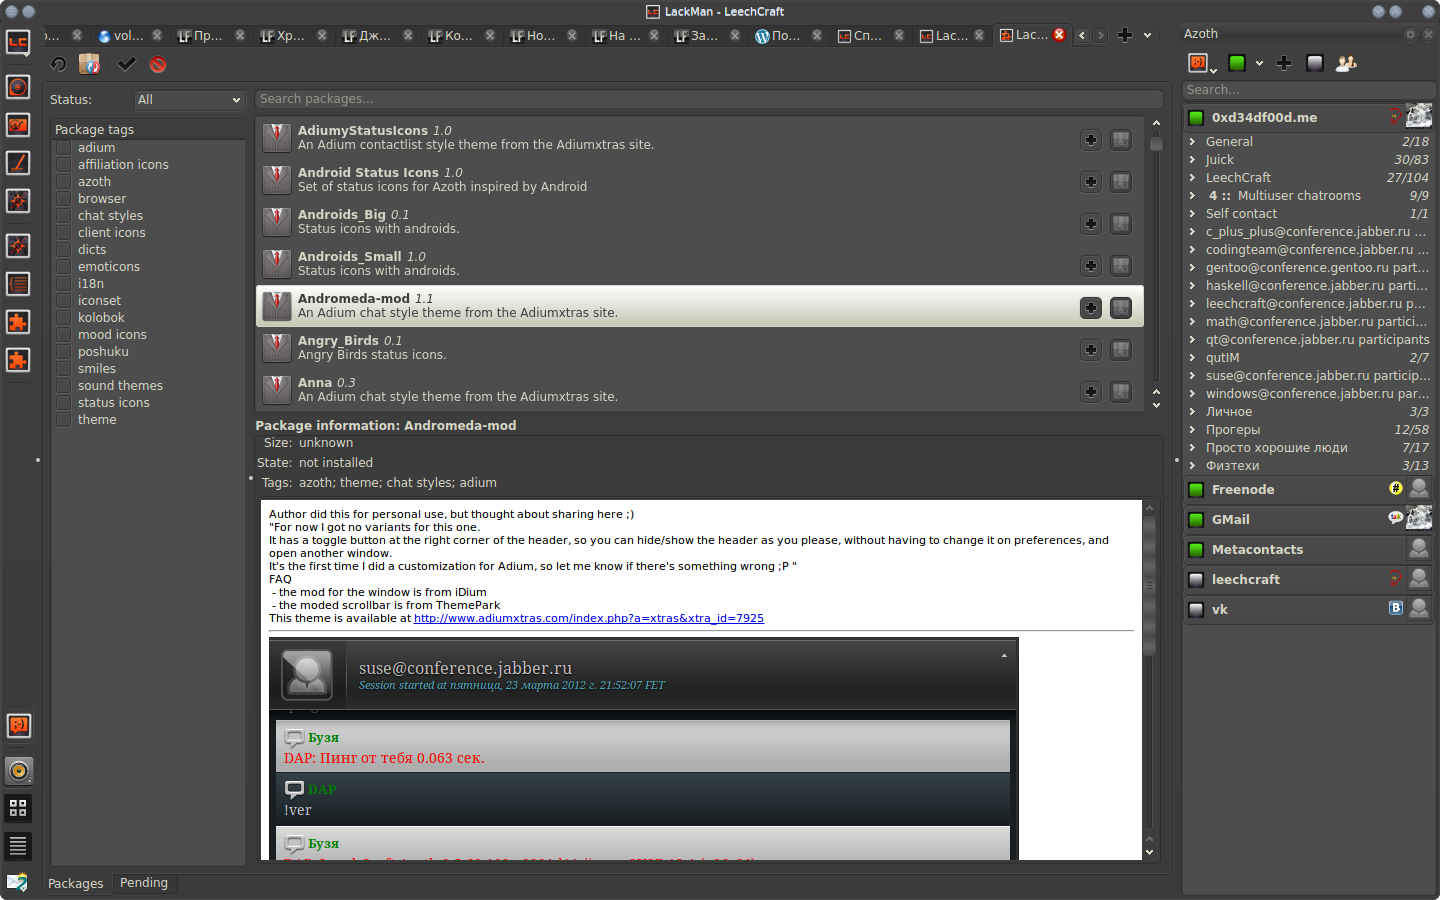 LackMan - LeechCraft
о...
vol...
Пр...
Хр...
Дж...
Ко...
Но...
На ...
За...
По...
Сп...
Lac...
Lac...
Status:
All
Package tags
adium
affiliation icons
azoth
browser
chat styles
client icons
dicts
emoticons
i18n
iconset
kolobok
mood icons
poshuku
smiles
sound themes
status icons
theme
Search packages...
AdiumyStatusIcons 1.0
An Adium contactlist style theme from the Adiumxtras site.
Android Status Icons 1.0
Set of status icons for Azoth inspired by Android
Androids_Big 0.1
Status icons with androids.
Androids_Small 1.0
Status icons with androids.
Andromeda-mod 1.1
An Adium chat style theme from the Adiumxtras site.
Angry_Birds 0.1
Angry Birds status icons.
Anna 0.3
An Adium chat style theme from the Adiumxtras site.
Package information: Andromeda-mod
Size: unknown
State: not installed
Tags: azoth; theme; chat styles; adium
Author did this for personal use, but thought about sharing here ;)
"For now I got no variants for this one.
It has a toggle button at the right corner of the header, so you can hide/show the header as you please, without having to change it on preferences, and
open another window.
It's the first time I did a customization for Adium, so let me know if there's something wrong ;P "
FAQ
- the mod for the window is from iDium
- the moded scrollbar is from ThemePark
This theme is available at http://www.adiumxtras.com/index.php?a=xtras&xtra_id=7925
suse@conference.jabber.ru
Session started at пятница, 23 марта 2012 г. 21:52:07 FET
Бузя
DAP: Пинг от тебя 0.063 сек.
DAP
!ver
Бузя
Packages
Pending
Azoth
Search...
0xd34df00d.me
General 2/18
Juick 30/83
LeechCraft 27/104
4 :: Multiuser chatrooms 9/9
Self contact 1/1
c_plus_plus@conference.jabber.ru ...
codingteam@conference.jabber.ru ...
gentoo@conference.gentoo.ru part...
haskell@conference.jabber.ru parti...
leechcraft@conference.jabber.ru p...
math@conference.jabber.ru partici...
qt@conference.jabber.ru participants
qutIM 2/7
suse@conference.jabber.ru particip...
windows@conference.jabber.ru par...
Личное 3/3
Прогеры 12/58
Просто хорошие люди 7/17
Физтехи 3/13
Freenode
GMail
Metacontacts
leechcraft
vk